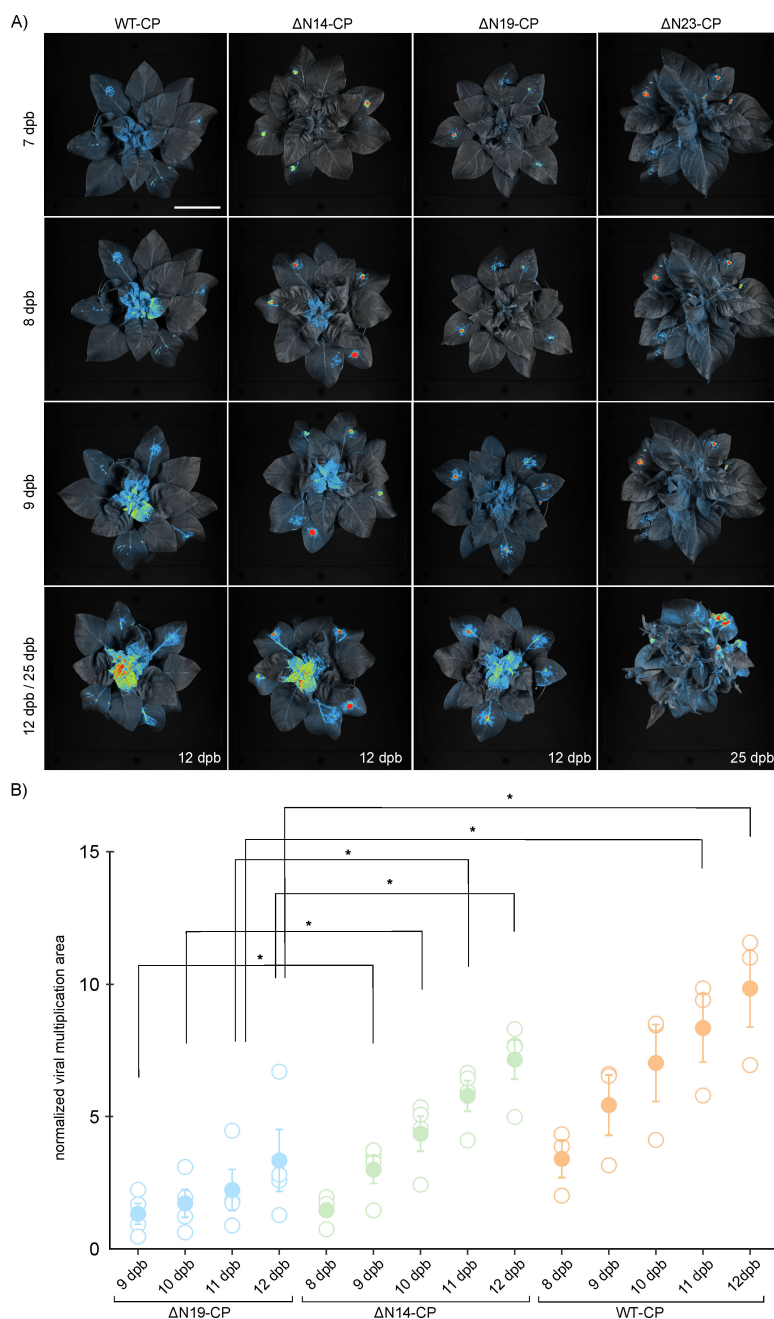 A)
WT-CP ΔN14-CP ΔN19-CP ΔN23-CP
7 dpb
8 dpb
9 dpb
12 dpb / 25 dpb
12 dpb 12 dpb 12 dpb 25 dpb
B)
normalized viral multiplication area
15
10
5
0
* * * * * *
9 dpb 10 dpb 11 dpb 12 dpb 8 dpb 9 dpb 10 dpb 11 dpb 12 dpb 8 dpb 9 dpb 10 dpb 11 dpb 12dpb
ΔN19-CP ΔN14-CP WT-CP